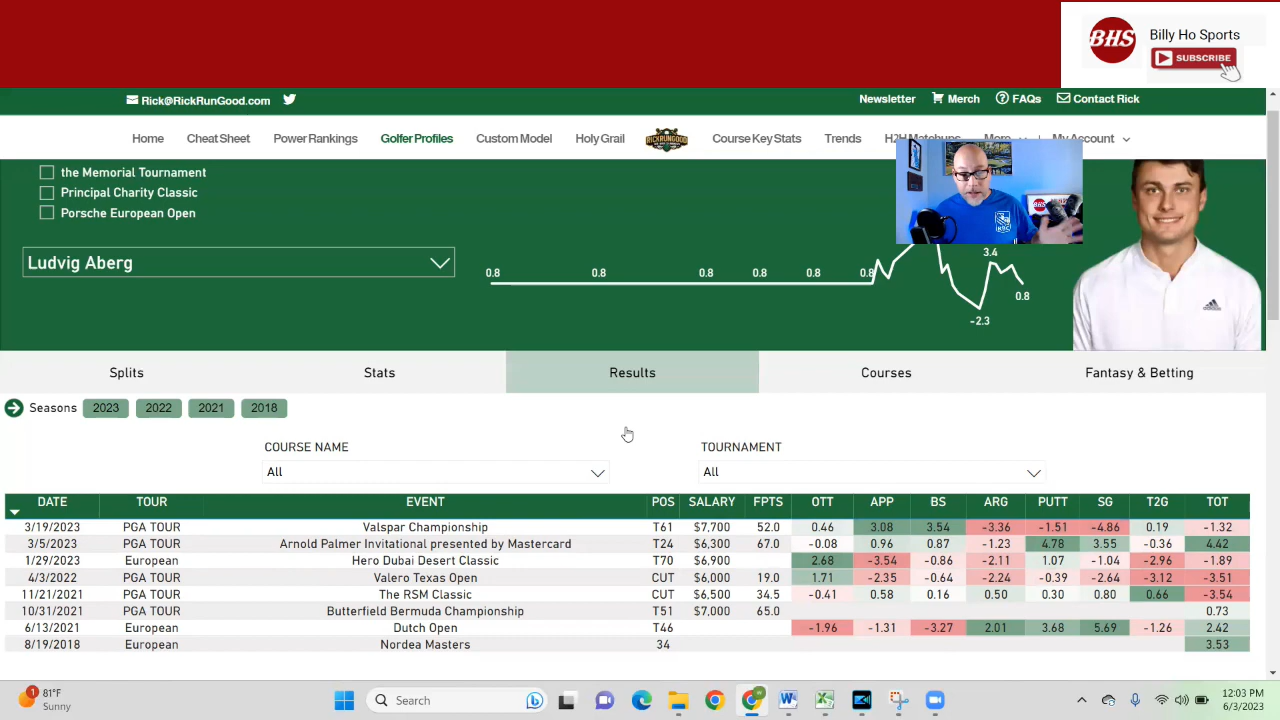 BHS
Billy Ho Sports
SUBSCRIBE
Rick@RickRunGood.com
Newsletter Merch FAQs Contact Rick
Home Cheat Sheet Power Rankings Golfer Profiles Custom Model Holy Grail RICKRUNGOOD Course Key Stats Trends H2H Matchups More My Account
the Memorial Tournament
Principal Charity Classic
Porsche European Open
Ludvig Aberg
0.8 0.8 0.8 0.8 0.8 0.8 3.4 -2.3 0.8
BHS
Splits Stats Results Courses Fantasy & Betting
Seasons 2023 2022 2021 2018
COURSE NAME TOURNAMENT
All All
DATE TOUR EVENT POS SALARY FPTS OTT APP BS ARG PUTT SG T2G TOT
3/19/2023 PGA TOUR Valspar Championship T61 $7,700 52.0 0.46 3.08 3.54 -3.36 -1.51 -4.86 0.19 -1.32
3/5/2023 PGA TOUR Arnold Palmer Invitational presented by Mastercard T24 $6,300 67.0 -0.08 0.96 0.87 -1.23 4.78 3.55 -0.36 4.42
1/29/2023 European Hero Dubai Desert Classic T70 $6,900 2.68 -3.54 -0.86 -2.11 1.07 -1.04 -2.96 -1.89
4/3/2022 PGA TOUR Valero Texas Open CUT $6,000 19.0 1.71 -2.35 -0.64 -2.24 -0.39 -2.64 -3.12 -3.51
11/21/2021 PGA TOUR The RSM Classic CUT $6,500 34.5 -0.41 0.58 0.16 0.50 0.30 0.80 0.66 -3.54
10/31/2021 PGA TOUR Butterfield Bermuda Championship T51 $7,000 65.0 0.73
6/13/2021 European Dutch Open T46 -1.96 -1.31 -3.27 2.01 3.68 5.69 -1.26 2.42
8/19/2018 European Nordea Masters 34 3.53
1 81°F
Sunny
Search
12:03 PM
6/3/2023